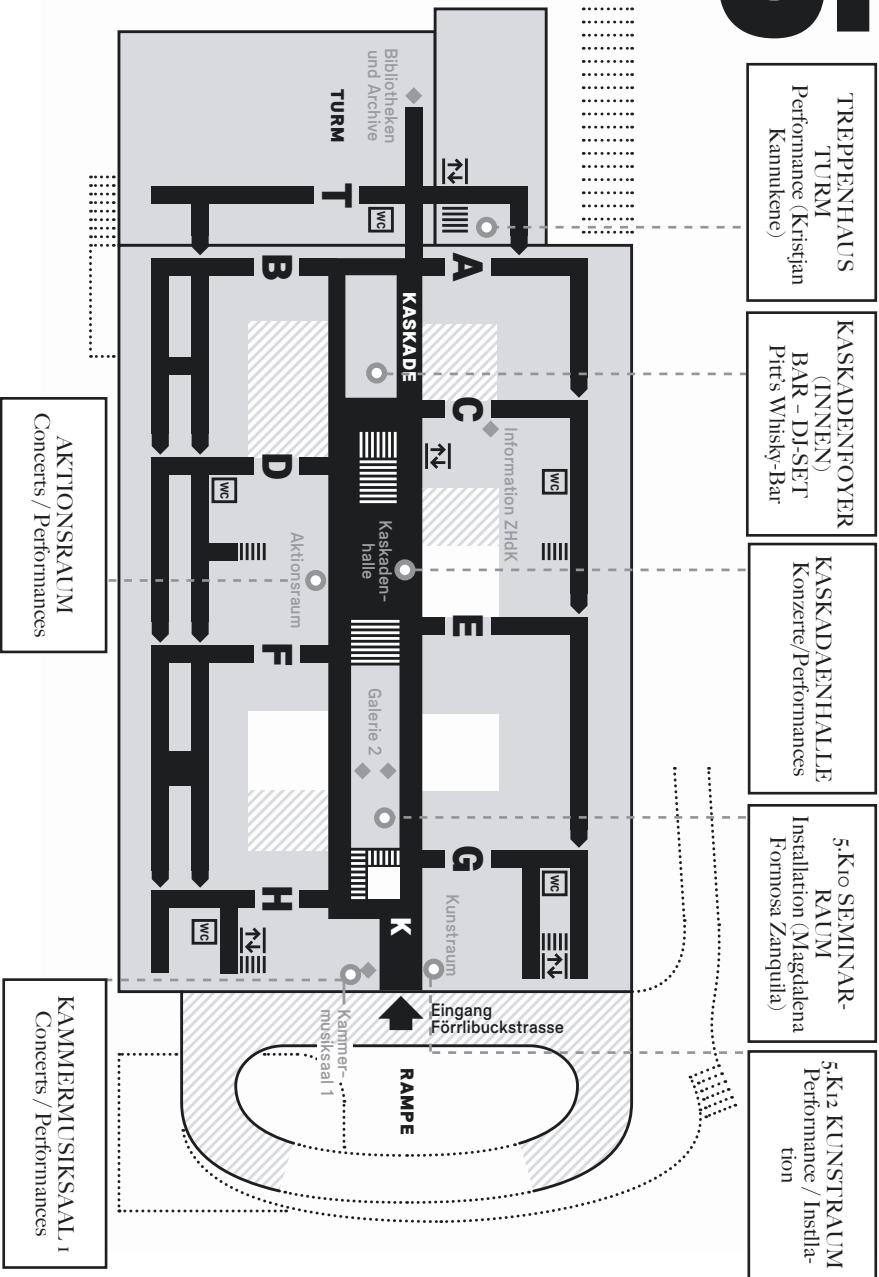 TREPPENHAUS
TURM
Performance (Kristjan
Kannukene)
KASKADENFOYER
(INNEN)
BAR – DJ-SET
Pitt's Whisky-Bar
KASKADAENHALLE
Konzerte/Performances
5.K10 SEMINAR-
RAUM
Installation (Magdalena
Formosa Zanquila)
5.K12 KUNSTRAUM
Performance / Instlla-
tion
WC
WC
Information ZHdK
A
C
E
G
Kunstraum
Eingang
Förrlibuckstrasse
Bibliotheken
und Archive
KASKADE
K
RAMPE
Kaskaden-
halle
Galerie 2
WC
TURM
T
Kammer-
musiksaal 1
Aktionsraum
B
D
F
H
WC
WC
AKTIONSRAUM
Concerts / Performances
KAMMERMUSIKSAAL 1
Concerts / Performances